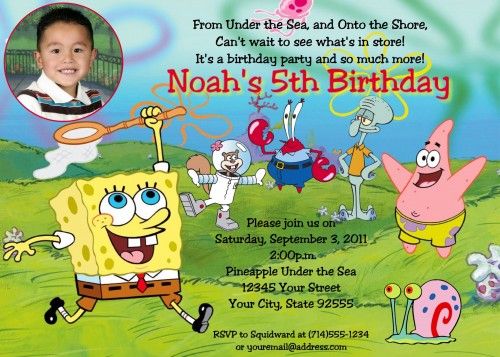 From Under the Sea, and Onto the Shore,
Can't wait to see what's in store!
It's a birthday party and so much more!
Noah's 5th Birthday
Please join us on
Saturday, September 3, 2011
2:00p.m.
Pineapple Under the Sea
12345 Your Street
Your City, State 92555
RSVP to Squidward at (714)555-1234
or youremail@address.com